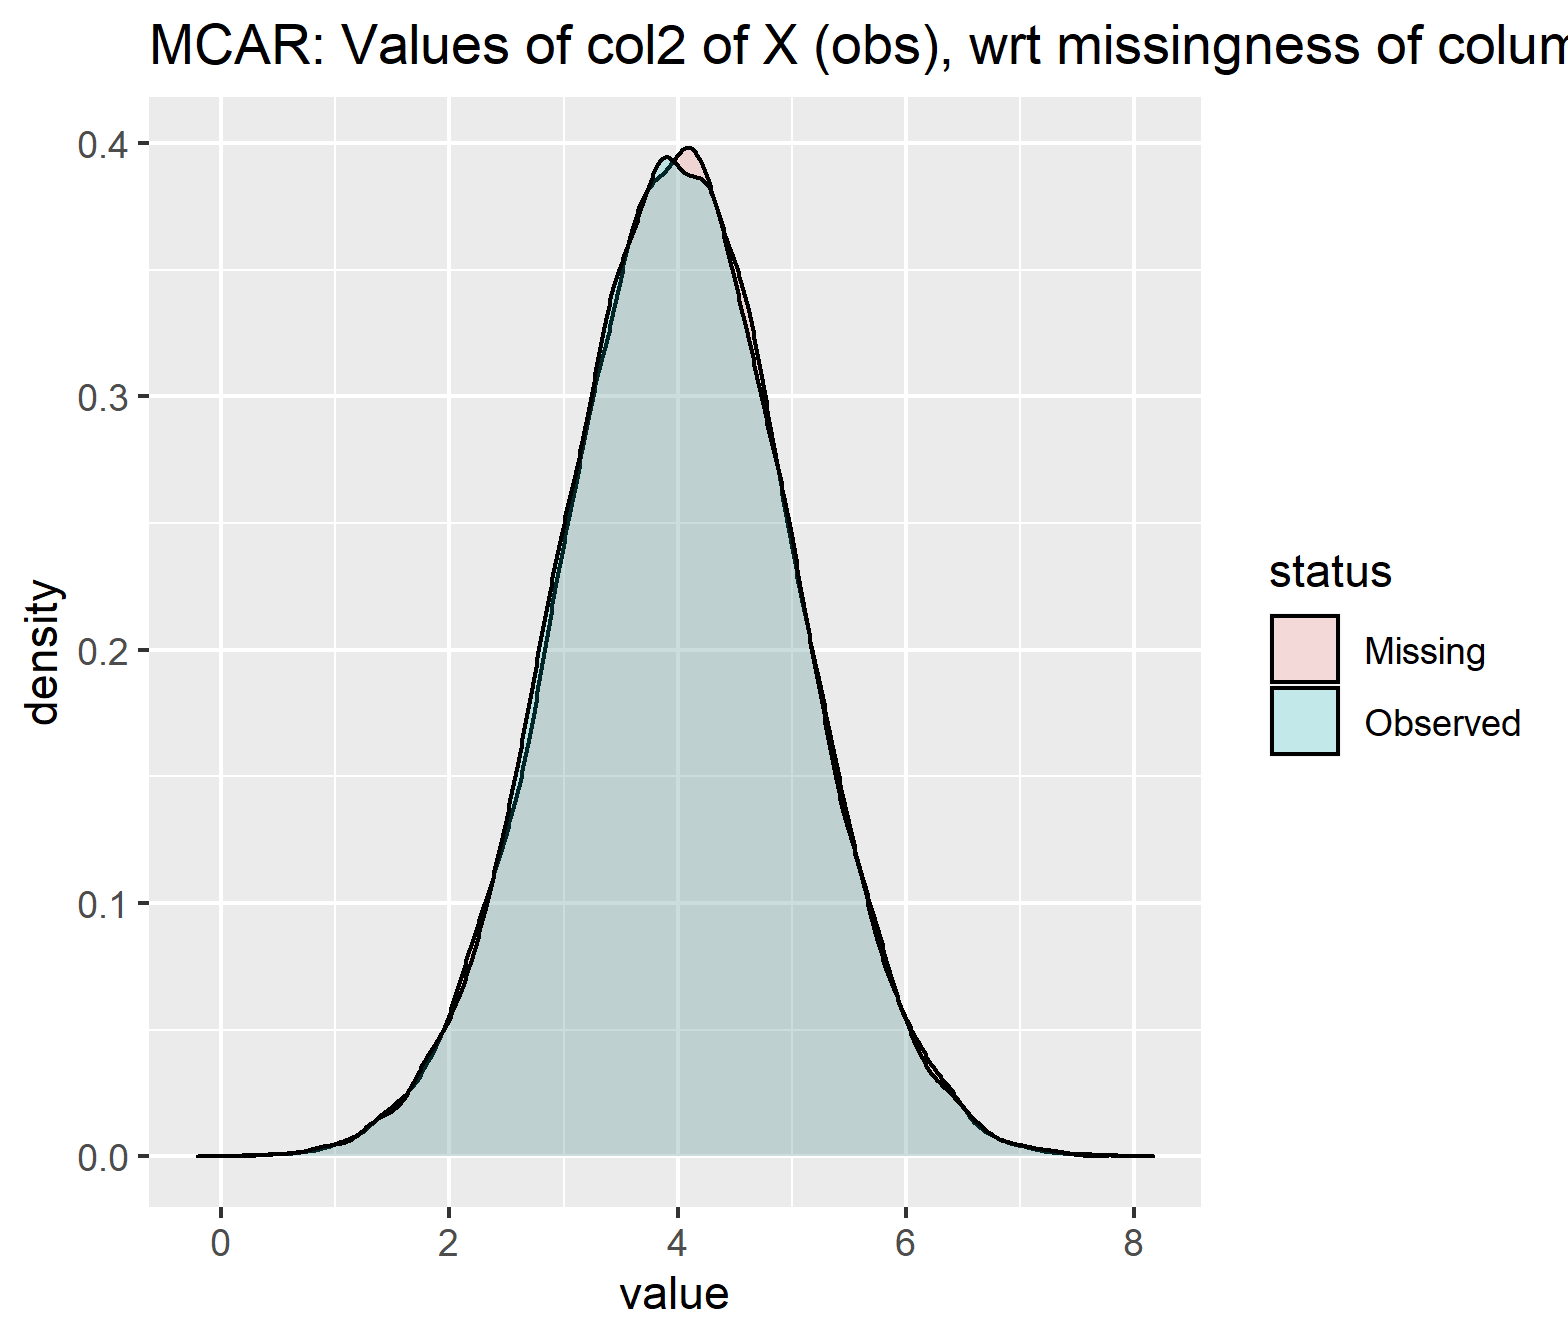 MCAR: Values of col2 of X (obs), wrt missingness of
density
0.4
0.3
0.2
0.1
0.0
0 2 4 6 8
value
status
Missing
Observed